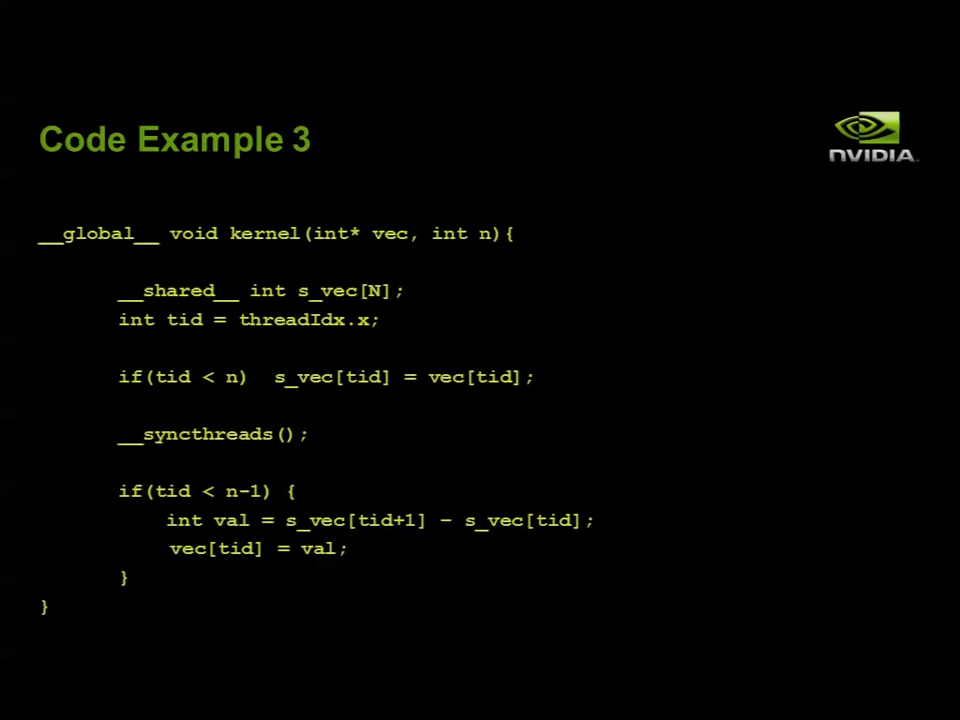 Code Example 3
NVIDIA
__global__ void kernel(int* vec, int n){
__shared__ int s_vec[N];
int tid = threadIdx.x;
if(tid < n)  s_vec[tid] = vec[tid];
__syncthreads();
if(tid < n-1) {
int val = s_vec[tid+1] – s_vec[tid];
vec[tid] = val;
}
}